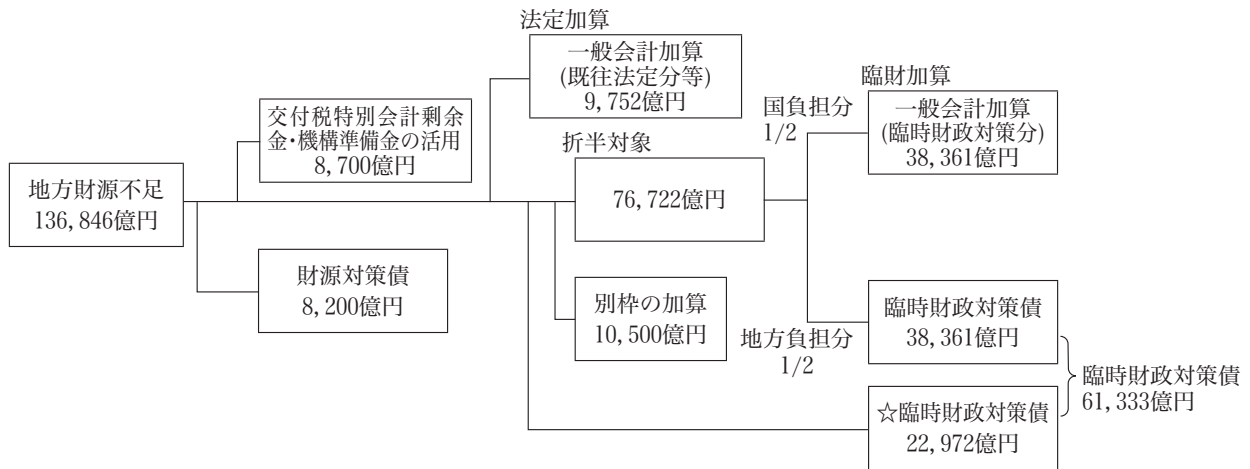 法定加算
一般会計加算
(既往法定分等)
9,752億円
臨財加算
交付税特別会計剰余
金・機構準備金の活用
8,700億円
国負担分
1/2
一般会計加算
(臨時財政対策分)
38,361億円
折半対象
地方財源不足
136,846億円
76,722億円
財源対策債
8,200億円
別枠の加算
10,500億円
地方負担分
1/2
臨時財政対策債
38,361億円
☆臨時財政対策債
22,972億円
臨時財政対策債
61,333億円